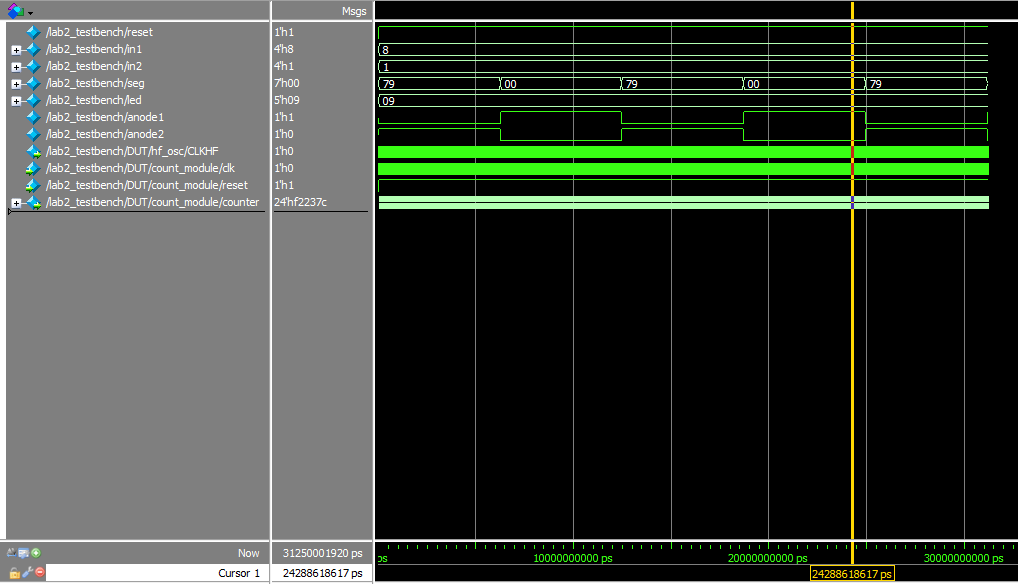 Msgs
/lab2_testbench/reset 1'h1
/lab2_testbench/in1 4'h8 8
/lab2_testbench/in2 4'h1 1
/lab2_testbench/seg 7'h00 79 00 79 00 79
/lab2_testbench/led 5'h09 09
/lab2_testbench/anode1 1'h1
/lab2_testbench/anode2 1'h0
/lab2_testbench/DUT/hf_osc/CLKHF 1'h0
/lab2_testbench/DUT/count_module/clk 1'h0
/lab2_testbench/DUT/count_module/reset 1'h1
/lab2_testbench/DUT/count_module/counter 24'hf2237c
Now 31250001920 ps ps 10000000000 ps 20000000000 ps 30000000000 ps
Cursor 1 24288618617 ps 24288618617 ps